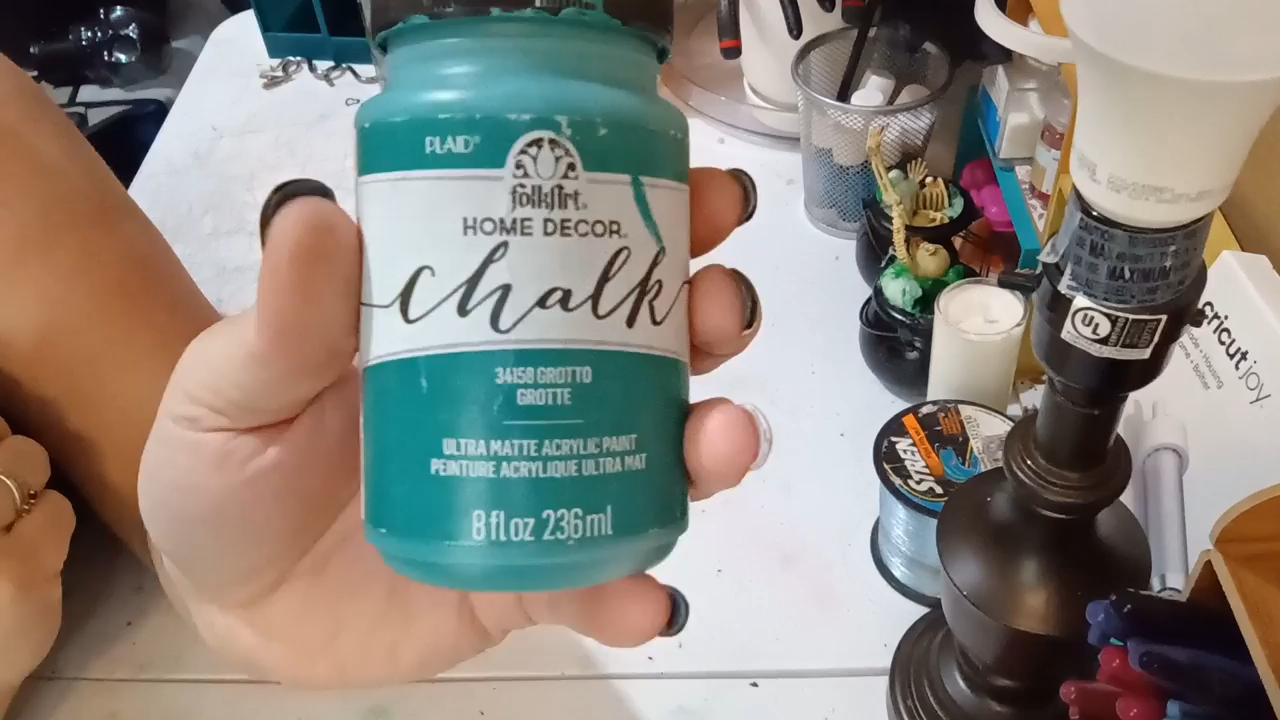 PLAID®
folkArt®
HOME DECOR®
chalk
34158 GROTTO
GROTTE
ULTRA MATTE ACRYLIC PAINT
PEINTURE ACRYLIQUE ULTRA MAT
8 fl oz 236 ml
STREN
UL
MAXIMUM
cricut joy